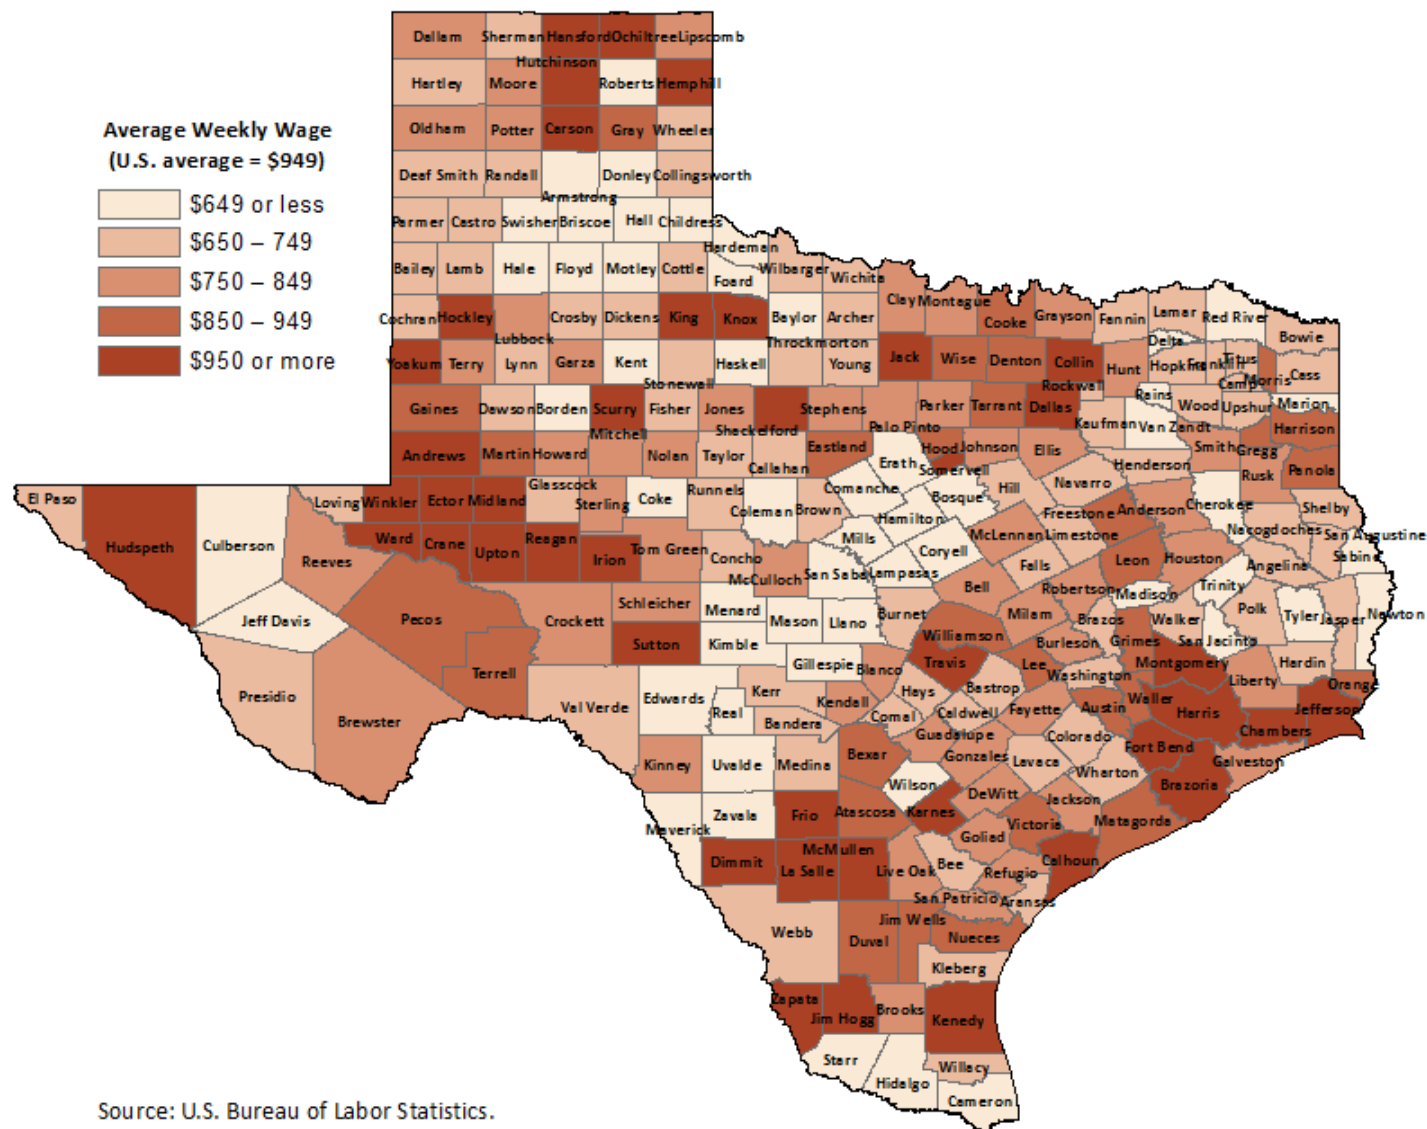 Average Weekly Wage
(U.S. average = $949)
$649 or less
$650 – 749
$750 – 849
$850 – 949
$950 or more
Dallam Sherman Hansford Ochiltree Lipscomb
Hutchinson
Hartley Moore Roberts Hemphill
Oldham Potter Carson Gray Wheeler
Deaf Smith Randall Donley Collingsworth
Armstrong
Parmer Castro Swisher Briscoe Hall Childress
Hardeman
Bailey Lamb Hale Floyd Motley Cottle Foard Wilbarger Wichita
Clay Montague
Cochran Hockley Crosby Dickens King Knox Baylor Archer Cooke Grayson Fannin Lamar Red River
Lubbock Throckmorton Delta Bowie
Yoakum Terry Lynn Garza Kent Haskell Young Jack Wise Denton Collin Hunt Hopkins Franklin Titus
Stonewall Rockwall Camp Morris Cass
Gaines Dawson Borden Scurry Fisher Jones Stephens Parker Tarrant Dallas Rains Wood Upshur Marion
Mitchell Shackelford Palo Pinto Kaufman Van Zandt Harrison
Andrews Martin Howard Nolan Taylor Eastland Hood Johnson Ellis Smith Gregg
Callahan Erath Somervell Henderson Rusk Panola
El Paso Loving Winkler Ector Midland Glasscock Sterling Coke Runnels Coleman Brown Comanche Bosque Hill Navarro
Hamilton Freestone Anderson Cherokee Shelby
Hudspeth Culberson Ward Crane Upton Reagan Irion Tom Green Mills McLennan Limestone Nacogdoches San Augustine
Reeves Concho Coryell Falls Leon Houston Angelina Sabine
McCulloch San Saba Lampasas Bell Robertson Madison Trinity
Jeff Davis Pecos Crockett Schleicher Menard Mason Llano Burnet Milam Brazos Walker Polk Tyler Jasper Newton
Sutton Kimble Williamson Burleson Grimes San Jacinto
Terrell Gillespie Blanco Travis Lee Washington Montgomery Hardin
Presidio Brewster Val Verde Edwards Real Kerr Kendall Hays Bastrop Liberty Orange
Bandera Comal Caldwell Fayette Austin Waller Harris Jefferson
Guadalupe Colorado Chambers
Kinney Uvalde Medina Bexar Gonzales Lavaca Fort Bend Galveston
Wilson Wharton Brazoria
Maverick Zavala Frio Atascosa Karnes DeWitt Jackson
Victoria Matagorda
Goliad
Dimmit La Salle McMullen Live Oak Bee Refugio Calhoun
San Patricio Aransas
Webb Duval Jim Wells Nueces
Kleberg
Zapata Jim Hogg Brooks Kenedy
Starr Hidalgo Willacy
Cameron
Source: U.S. Bureau of Labor Statistics.